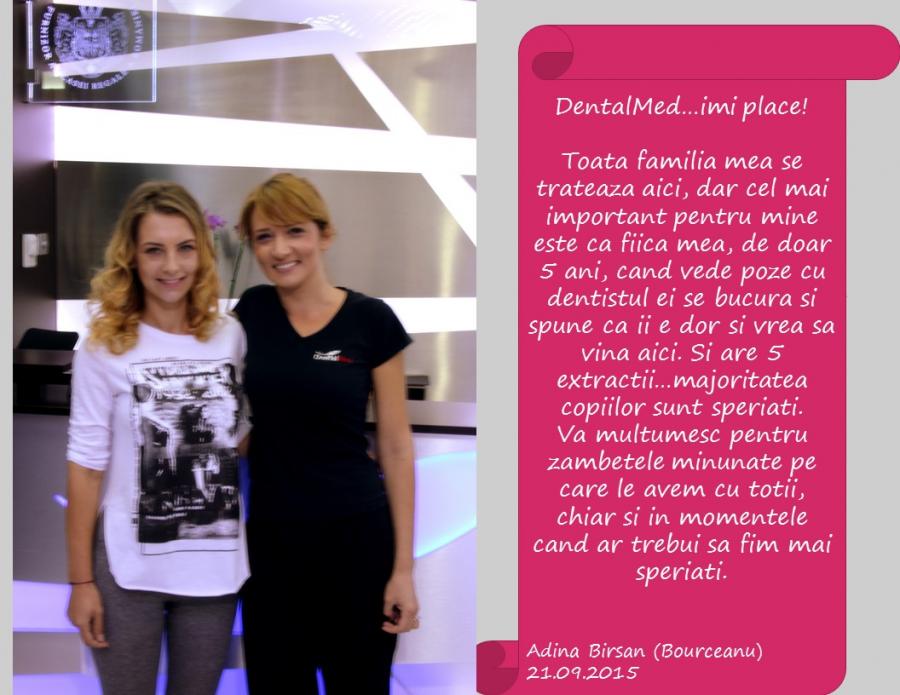 DentalMed...imi place!
Toata familia mea se
trateaza aici, dar cel mai
important pentru mine
este ca fiica mea, de doar
5 ani, cand vede poze cu
dentistul ei se bucura si
spune ca ii e dor si vrea sa
vina aici. Si are 5
extractii...majoritatea
copiilor sunt speriati.
Va multumesc pentru
zambetele minunate pe
care le avem cu totii,
chiar si in momentele
cand ar trebui sa fim mai
speriati.
Adina Birsan (Bourceanu)
21.09.2015